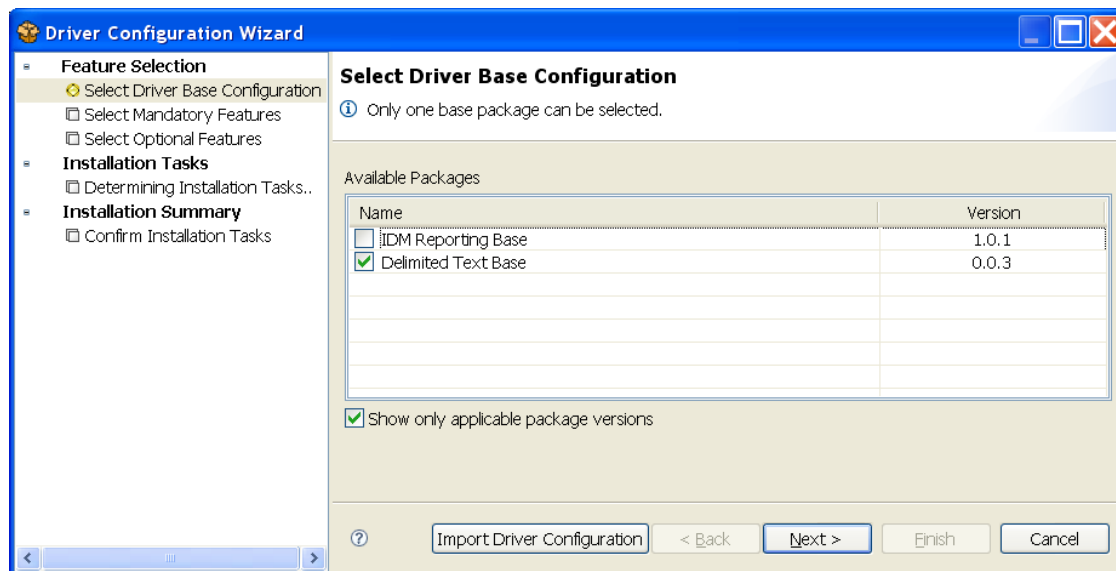 Driver Configuration Wizard
Feature Selection
Select Driver Base Configuration
Select Mandatory Features
Select Optional Features
Installation Tasks
Determining Installation Tasks..
Installation Summary
Confirm Installation Tasks
Select Driver Base Configuration
Only one base package can be selected.
Available Packages
Name Version
IDM Reporting Base 1.0.1
Delimited Text Base 0.0.3
Show only applicable package versions
Import Driver Configuration < Back Next > Finish Cancel